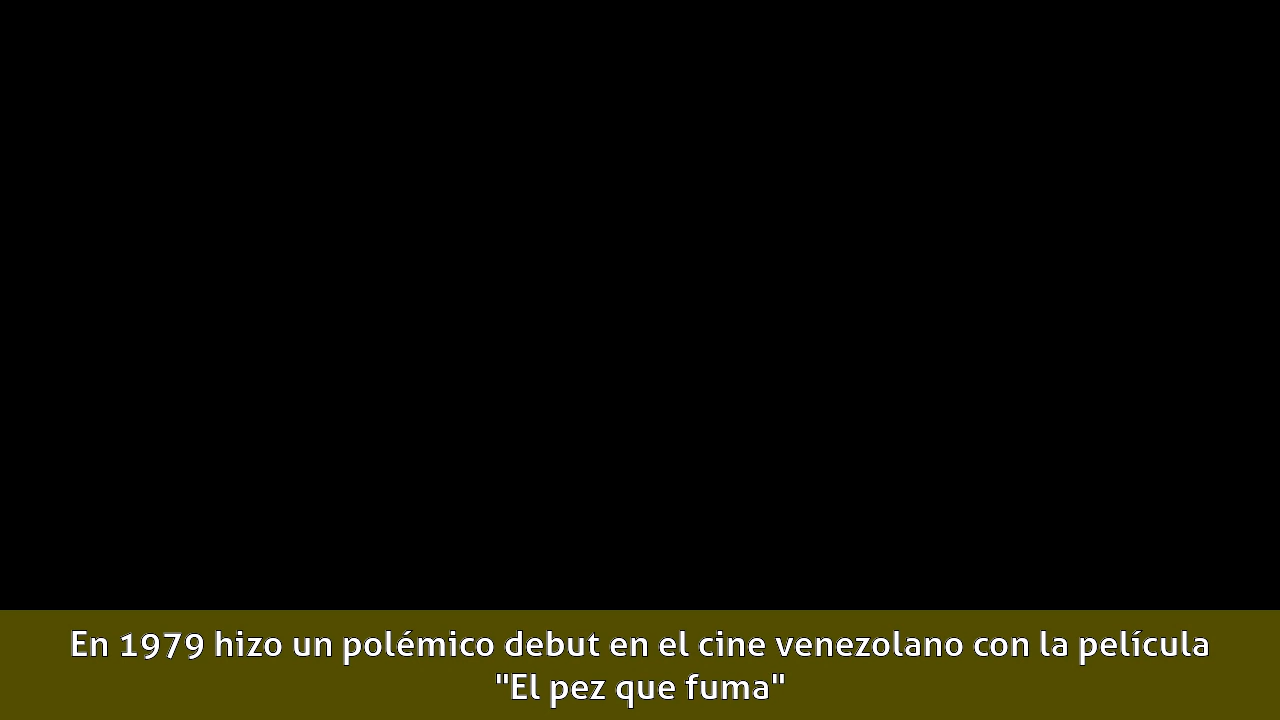 En 1979 hizo un polémico debut en el cine venezolano con la película
"El pez que fuma"